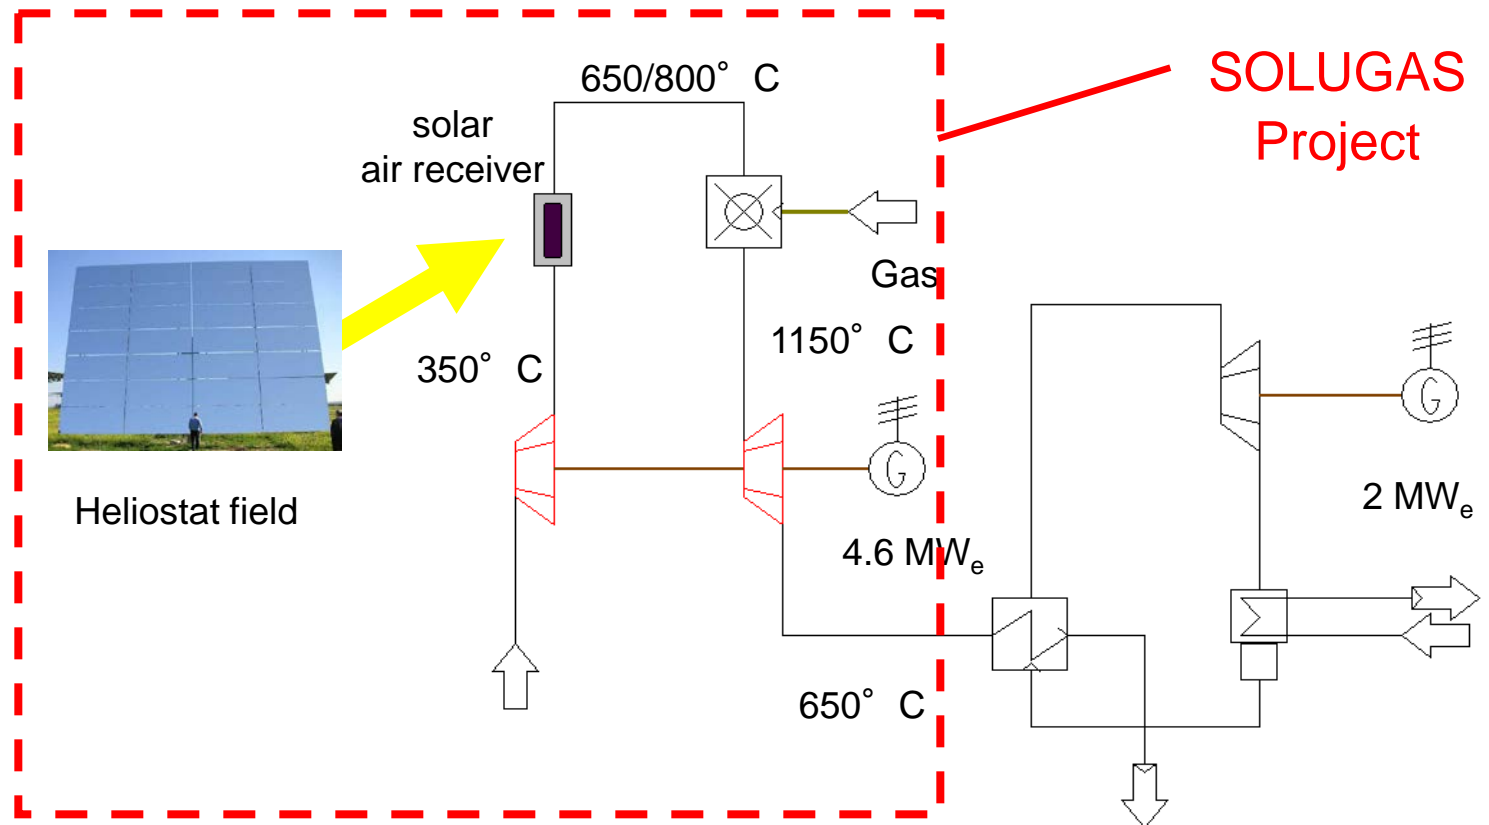 650/800° C
SOLUGAS
Project
solar
air receiver
Gas
1150° C
350° C
G
G
Heliostat field
2 MWe
4.6 MWe
650° C